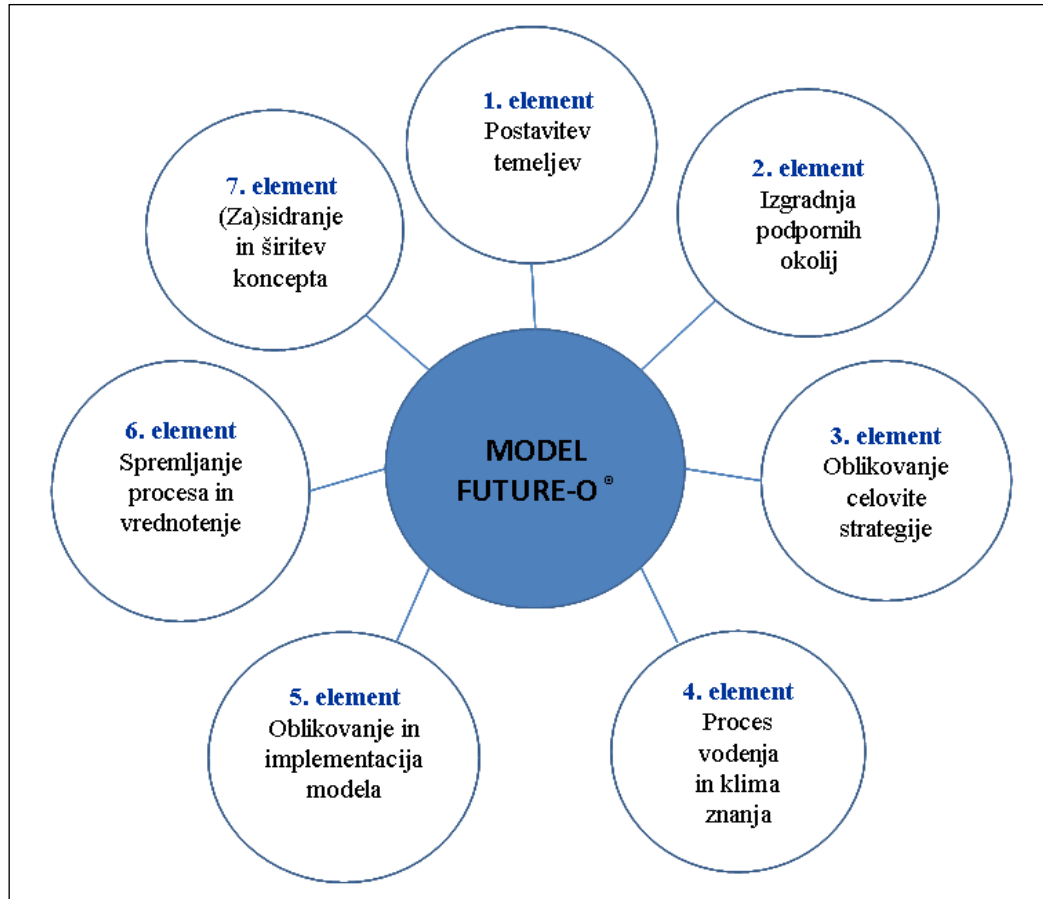 1. element
Postavitev
temeljev
2. element
Izgradnja
podpornih
okolij
3. element
Oblikovanje
celovite
strategije
4. element
Proces
vodenja
in klima
znanja
5. element
Oblikovanje in
implementacija
modela
6. element
Spremljanje
procesa in
vrednotenje
7. element
(Za)sidranje
in širitev
koncepta
MODEL
FUTURE-O ®